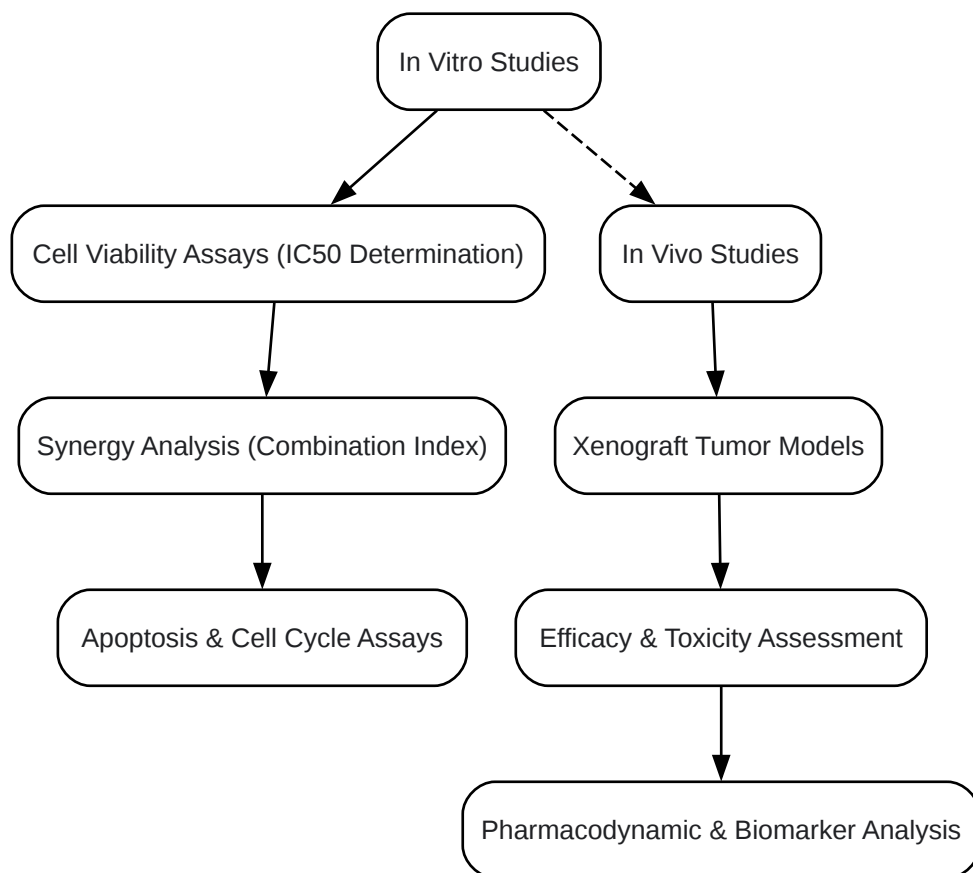 In Vitro Studies
Cell Viability Assays (IC50 Determination)
In Vivo Studies
Synergy Analysis (Combination Index)
Xenograft Tumor Models
Apoptosis & Cell Cycle Assays
Efficacy & Toxicity Assessment
Pharmacodynamic & Biomarker Analysis